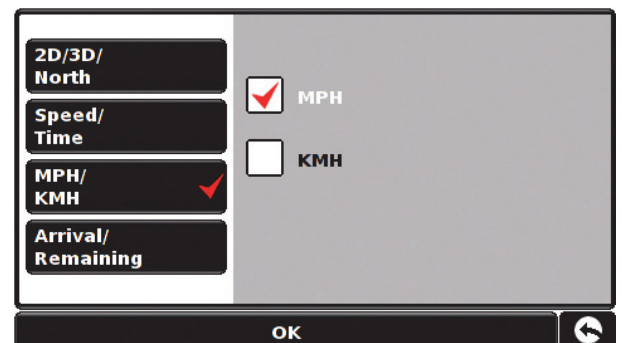 2D/3D/
North
Speed/
Time
MPH/
KMH
Arrival/
Remaining
MPH
KMH
OK